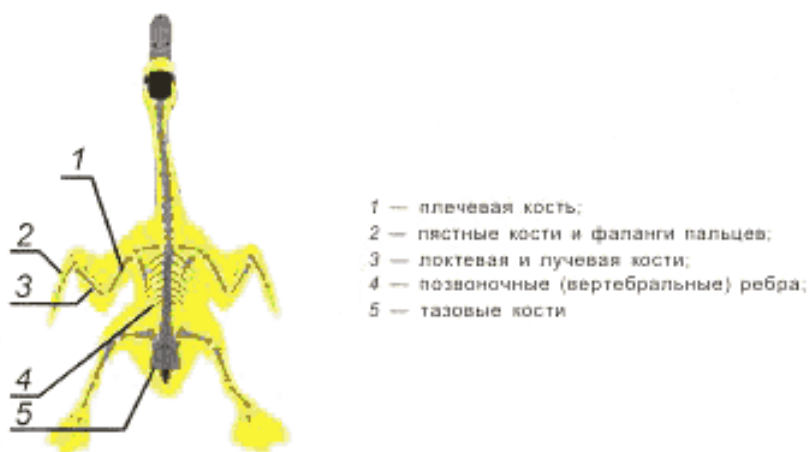 1
2
3
4
5
1 — плечевая кость;
2 — пястные кости и фаланги пальцев;
3 — локтевая и лучевая кости;
4 — позвоночные (вертебральные) ребра;
5 — тазовые кости